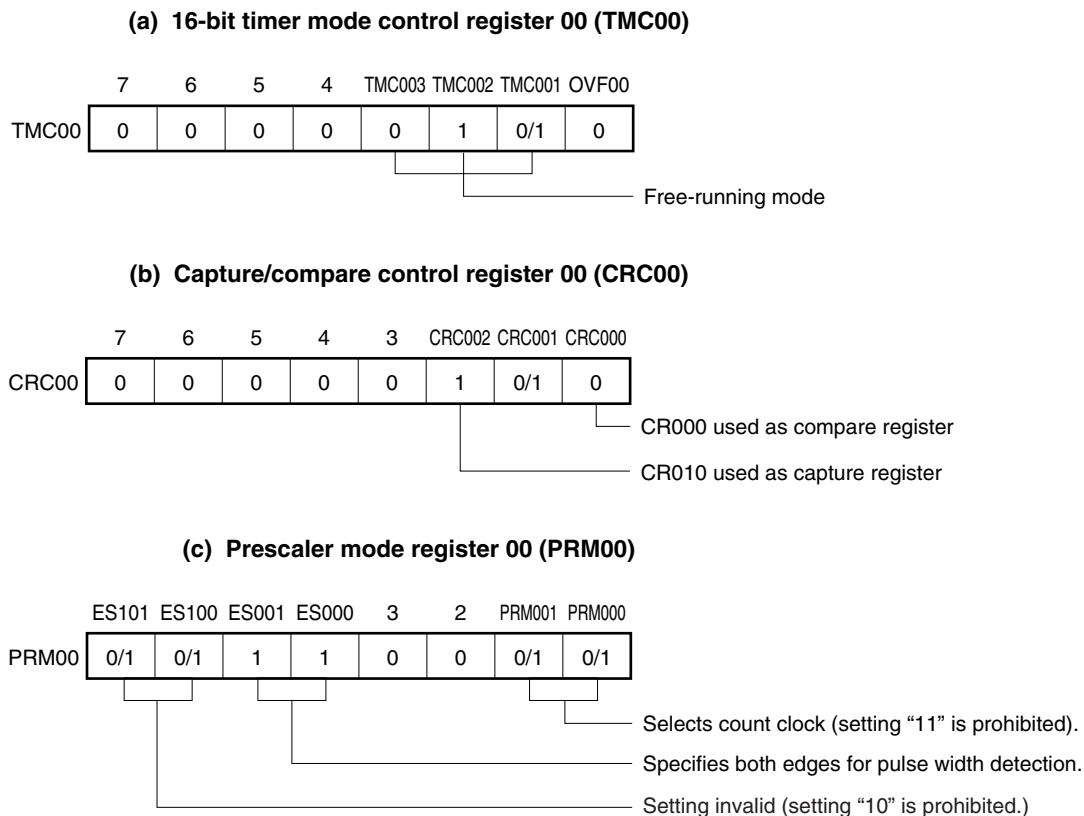 (a) 16-bit timer mode control register 00 (TMC00)
7 6 5 4 TMC003 TMC002 TMC001 OVF00
TMC00 0 0 0 0 0 1 0/1 0
Free-running mode
(b) Capture/compare control register 00 (CRC00)
7 6 5 4 3 CRC002 CRC001 CRC000
CRC00 0 0 0 0 0 1 0/1 0
CR000 used as compare register
CR010 used as capture register
(c) Prescaler mode register 00 (PRM00)
ES101 ES100 ES001 ES000 3 2 PRM001 PRM000
PRM00 0/1 0/1 1 1 0 0 0/1 0/1
Selects count clock (setting “11” is prohibited).
Specifies both edges for pulse width detection.
Setting invalid (setting “10” is prohibited.)